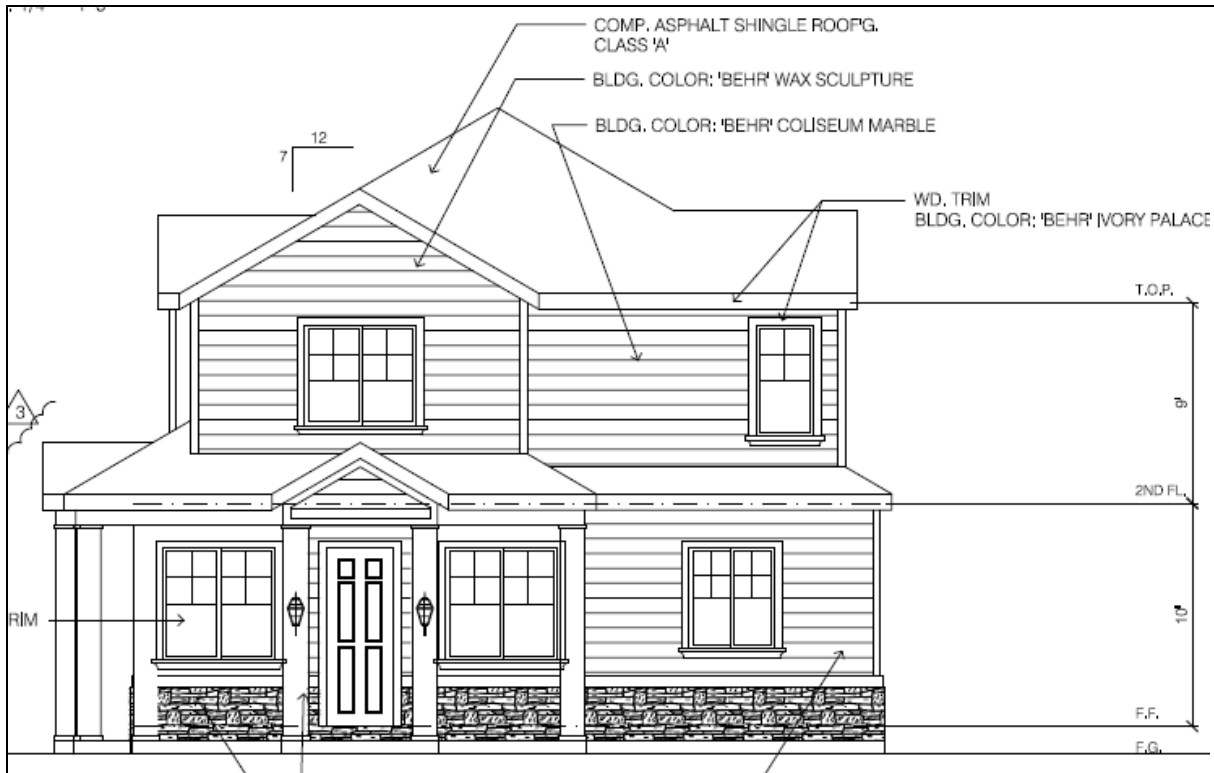 COMP. ASPHALT SHINGLE ROOF'G.
CLASS 'A'
BLDG. COLOR: 'BEHR' WAX SCULPTURE
BLDG. COLOR: 'BEHR' COLISEUM MARBLE
12
7
WD. TRIM
BLDG. COLOR: 'BEHR' IVORY PALACE
T.O.P.
9'
3
2ND FL.
10'
RIM
F.F.
F.G.